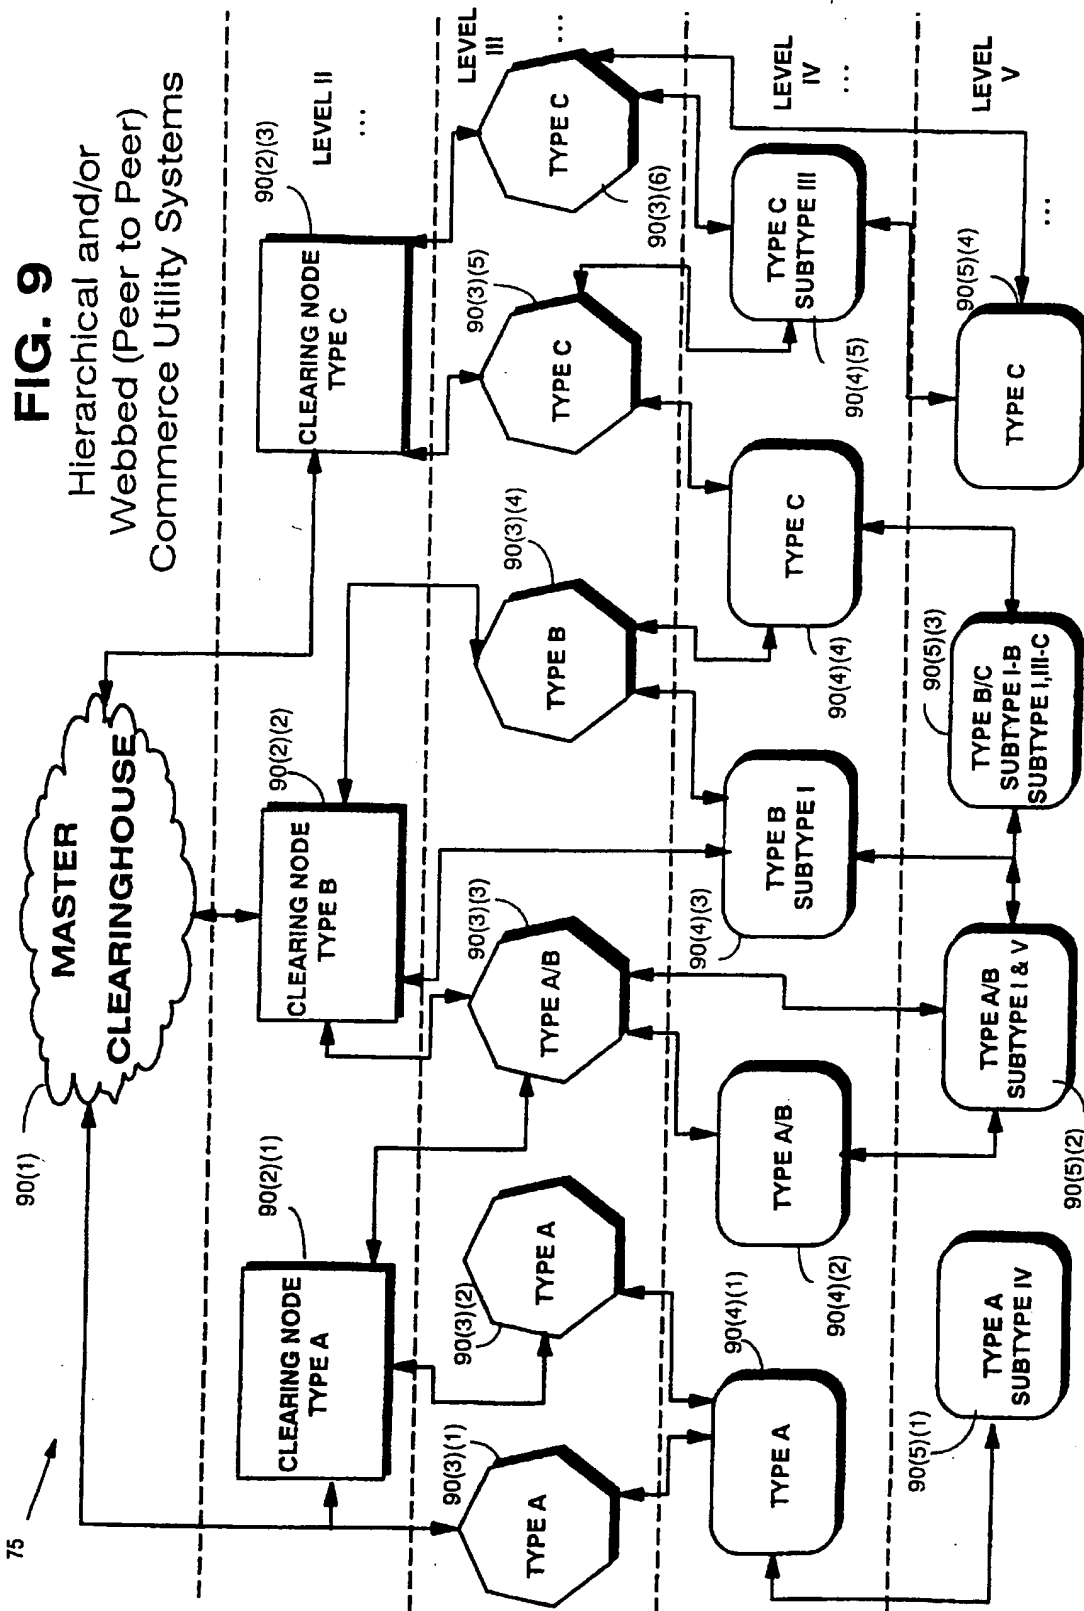 FIG. 9
Hierarchical and/or
Webbed (Peer to Peer)
Commerce Utility Systems
75
90(1)
MASTER
CLEARINGHOUSE
LEVEL II
...
90(2)(1)
CLEARING NODE
TYPE A
90(2)(2)
CLEARING NODE
TYPE B
90(2)(3)
CLEARING NODE
TYPE C
LEVEL
III
...
90(3)(1)
TYPE A
90(3)(2)
TYPE A
90(3)(3)
TYPE A/B
90(3)(4)
TYPE B
90(3)(5)
TYPE C
90(3)(6)
TYPE C
LEVEL
IV
...
90(4)(1)
TYPE A
90(4)(2)
TYPE A/B
90(4)(3)
TYPE B
SUBTYPE I
90(4)(4)
TYPE C
90(4)(5)
TYPE C
SUBTYPE III
LEVEL
V
...
90(5)(1)
TYPE A
SUBTYPE IV
90(5)(2)
TYPE A/B
SUBTYPE I & V
90(5)(3)
TYPE B/C
SUBTYPE I-B
SUBTYPE I,III-C
90(5)(4)
TYPE C